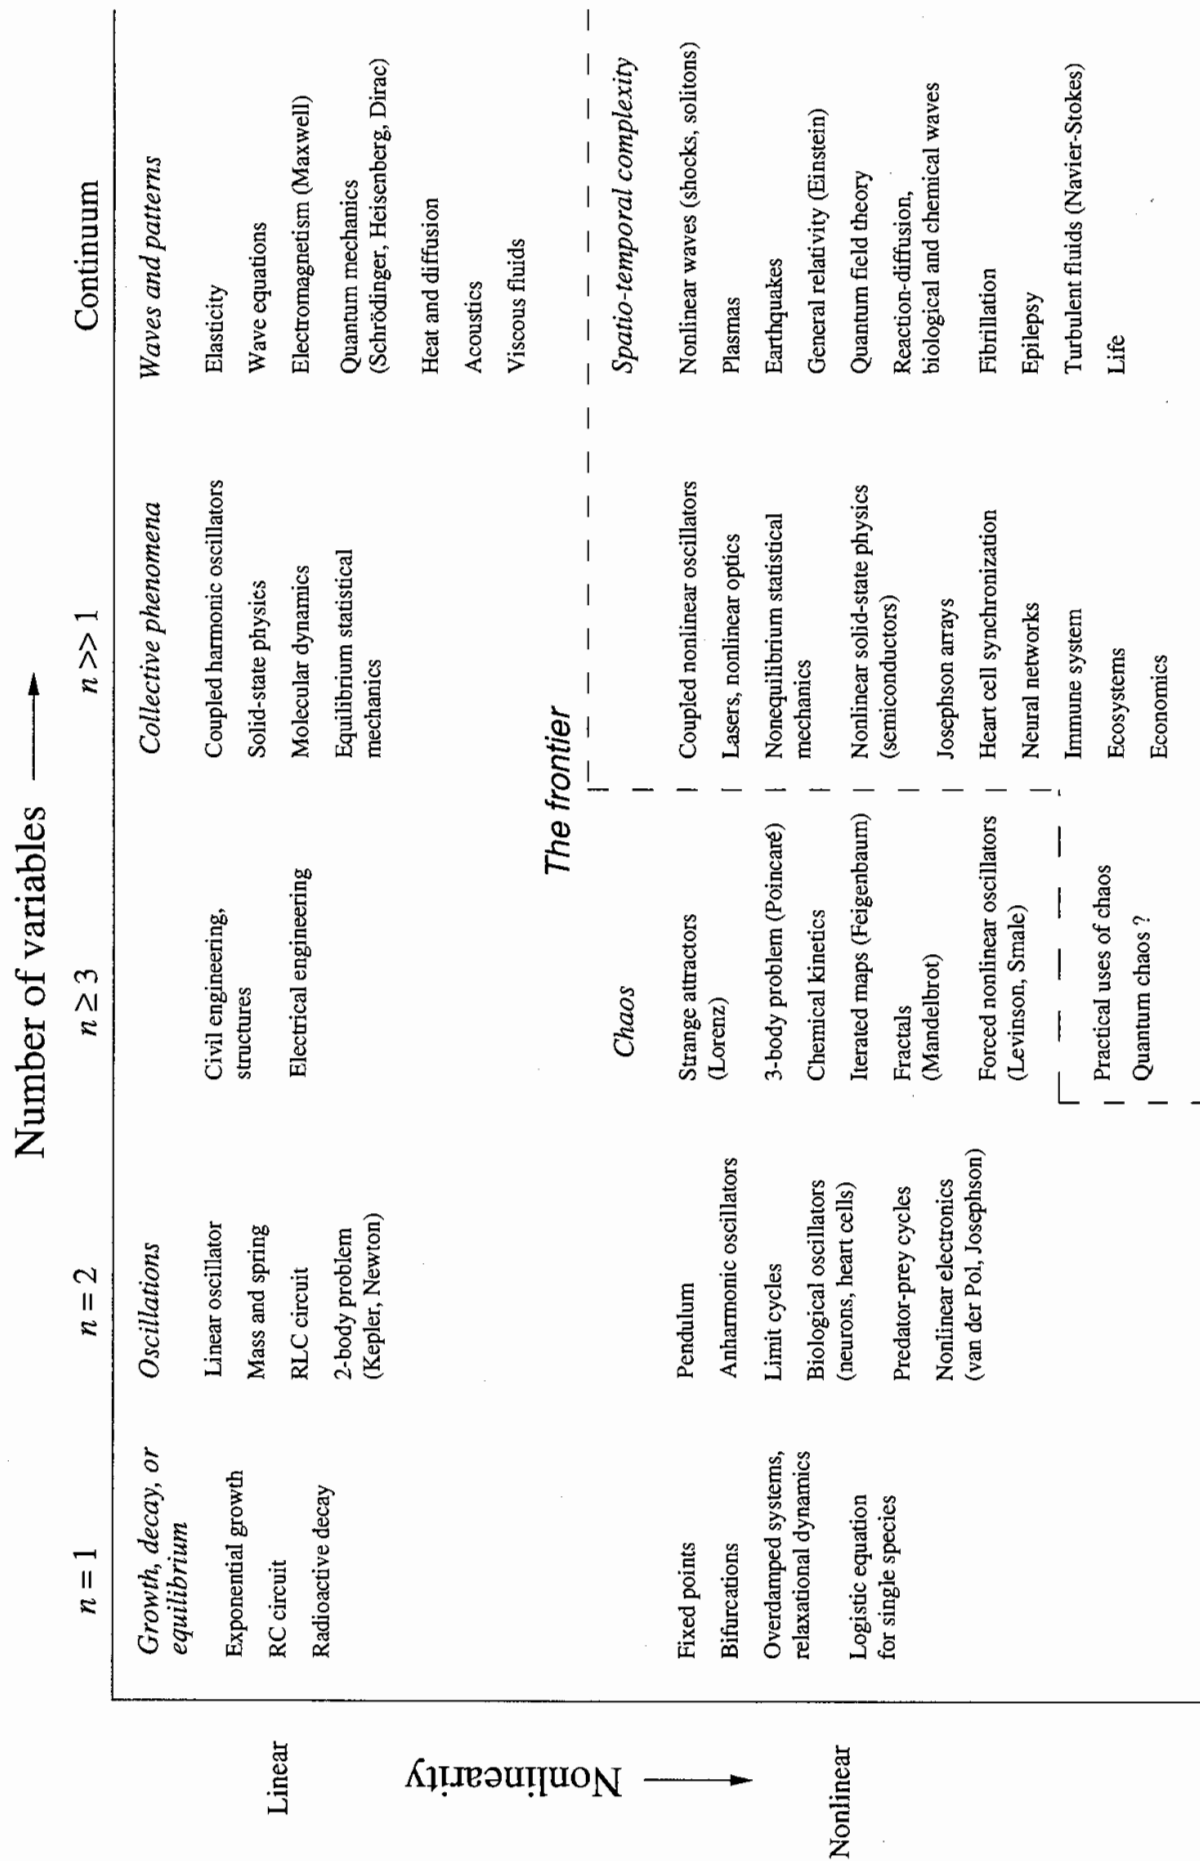 Number of variables
n = 1
n = 2
n ≥ 3
n >> 1
Continuum
Linear
Nonlinearity
Nonlinear
Growth, decay, or
equilibrium
Exponential growth
RC circuit
Radioactive decay
Oscillations
Linear oscillator
Mass and spring
RLC circuit
2-body problem
(Kepler, Newton)
Civil engineering,
structures
Electrical engineering
Collective phenomena
Coupled harmonic oscillators
Solid-state physics
Molecular dynamics
Equilibrium statistical
mechanics
Waves and patterns
Elasticity
Wave equations
Electromagnetism (Maxwell)
Quantum mechanics
(Schrödinger, Heisenberg, Dirac)
Heat and diffusion
Acoustics
Viscous fluids
The frontier
Fixed points
Bifurcations
Overdamped systems,
relaxational dynamics
Logistic equation
for single species
Pendulum
Anharmonic oscillators
Limit cycles
Biological oscillators
(neurons, heart cells)
Predator-prey cycles
Nonlinear electronics
(van der Pol, Josephson)
Chaos
Strange attractors
(Lorenz)
3-body problem (Poincaré)
Chemical kinetics
Iterated maps (Feigenbaum)
Fractals
(Mandelbrot)
Forced nonlinear oscillators
(Levinson, Smale)
Practical uses of chaos
Quantum chaos ?
Coupled nonlinear oscillators
Lasers, nonlinear optics
Nonequilibrium statistical
mechanics
Nonlinear solid-state physics
(semiconductors)
Josephson arrays
Heart cell synchronization
Neural networks
Immune system
Ecosystems
Economics
Spatio-temporal complexity
Nonlinear waves (shocks, solitons)
Plasmas
Earthquakes
General relativity (Einstein)
Quantum field theory
Reaction-diffusion,
biological and chemical waves
Fibrillation
Epilepsy
Turbulent fluids (Navier-Stokes)
Life